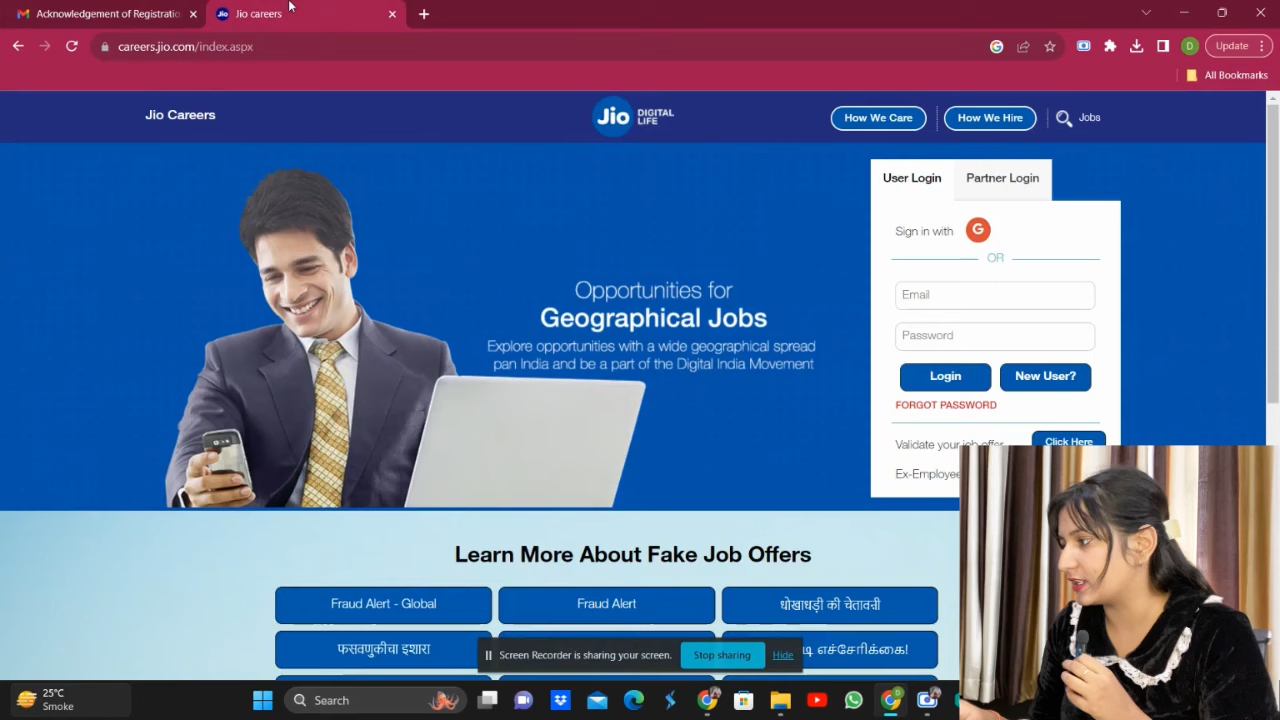 Acknowledgement of Registratio
Jio careers
careers.jio.com/index.aspx
D
Update
All Bookmarks
Jio Careers
Jio DIGITAL
LIFE
How We Care
How We Hire
Jobs
User Login
Partner Login
Sign in with
G
OR
Email
Password
Login
New User?
FORGOT PASSWORD
Validate your job offer
Click Here
Ex-Employee
Opportunities for
Geographical Jobs
Explore opportunities with a wide geographical spread
pan India and be a part of the Digital India Movement
Learn More About Fake Job Offers
Fraud Alert - Global
Fraud Alert
धोखाधड़ी की चेतावनी
फसवणुकीचा इशारा
எச்சரிக்கை!
Screen Recorder is sharing your screen.
Stop sharing
Hide
25°C
Smoke
Search